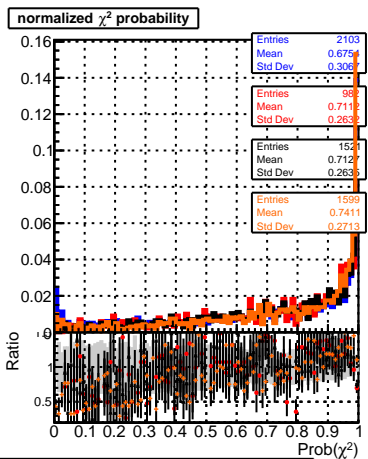 normalized χ² probability
0.16
0.14
0.12
0.1
0.08
0.06
0.04
0.02
0
Entries 2103
Mean 0.6754
Std Dev 0.3067
Entries 982
Mean 0.7112
Std Dev 0.2632
Entries 1521
Mean 0.7127
Std Dev 0.2635
Entries 1599
Mean 0.7411
Std Dev 0.2713
Ratio
1
0.5
0 0.1 0.2 0.3 0.4 0.5 0.6 0.7 0.8 0.9 1
Prob(χ²)